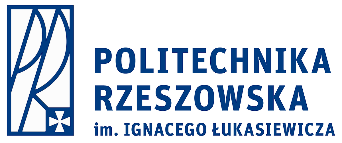 POLITECHNIKA
RZESZOWSKA
im. IGNACEGO ŁUKASIEWICZA